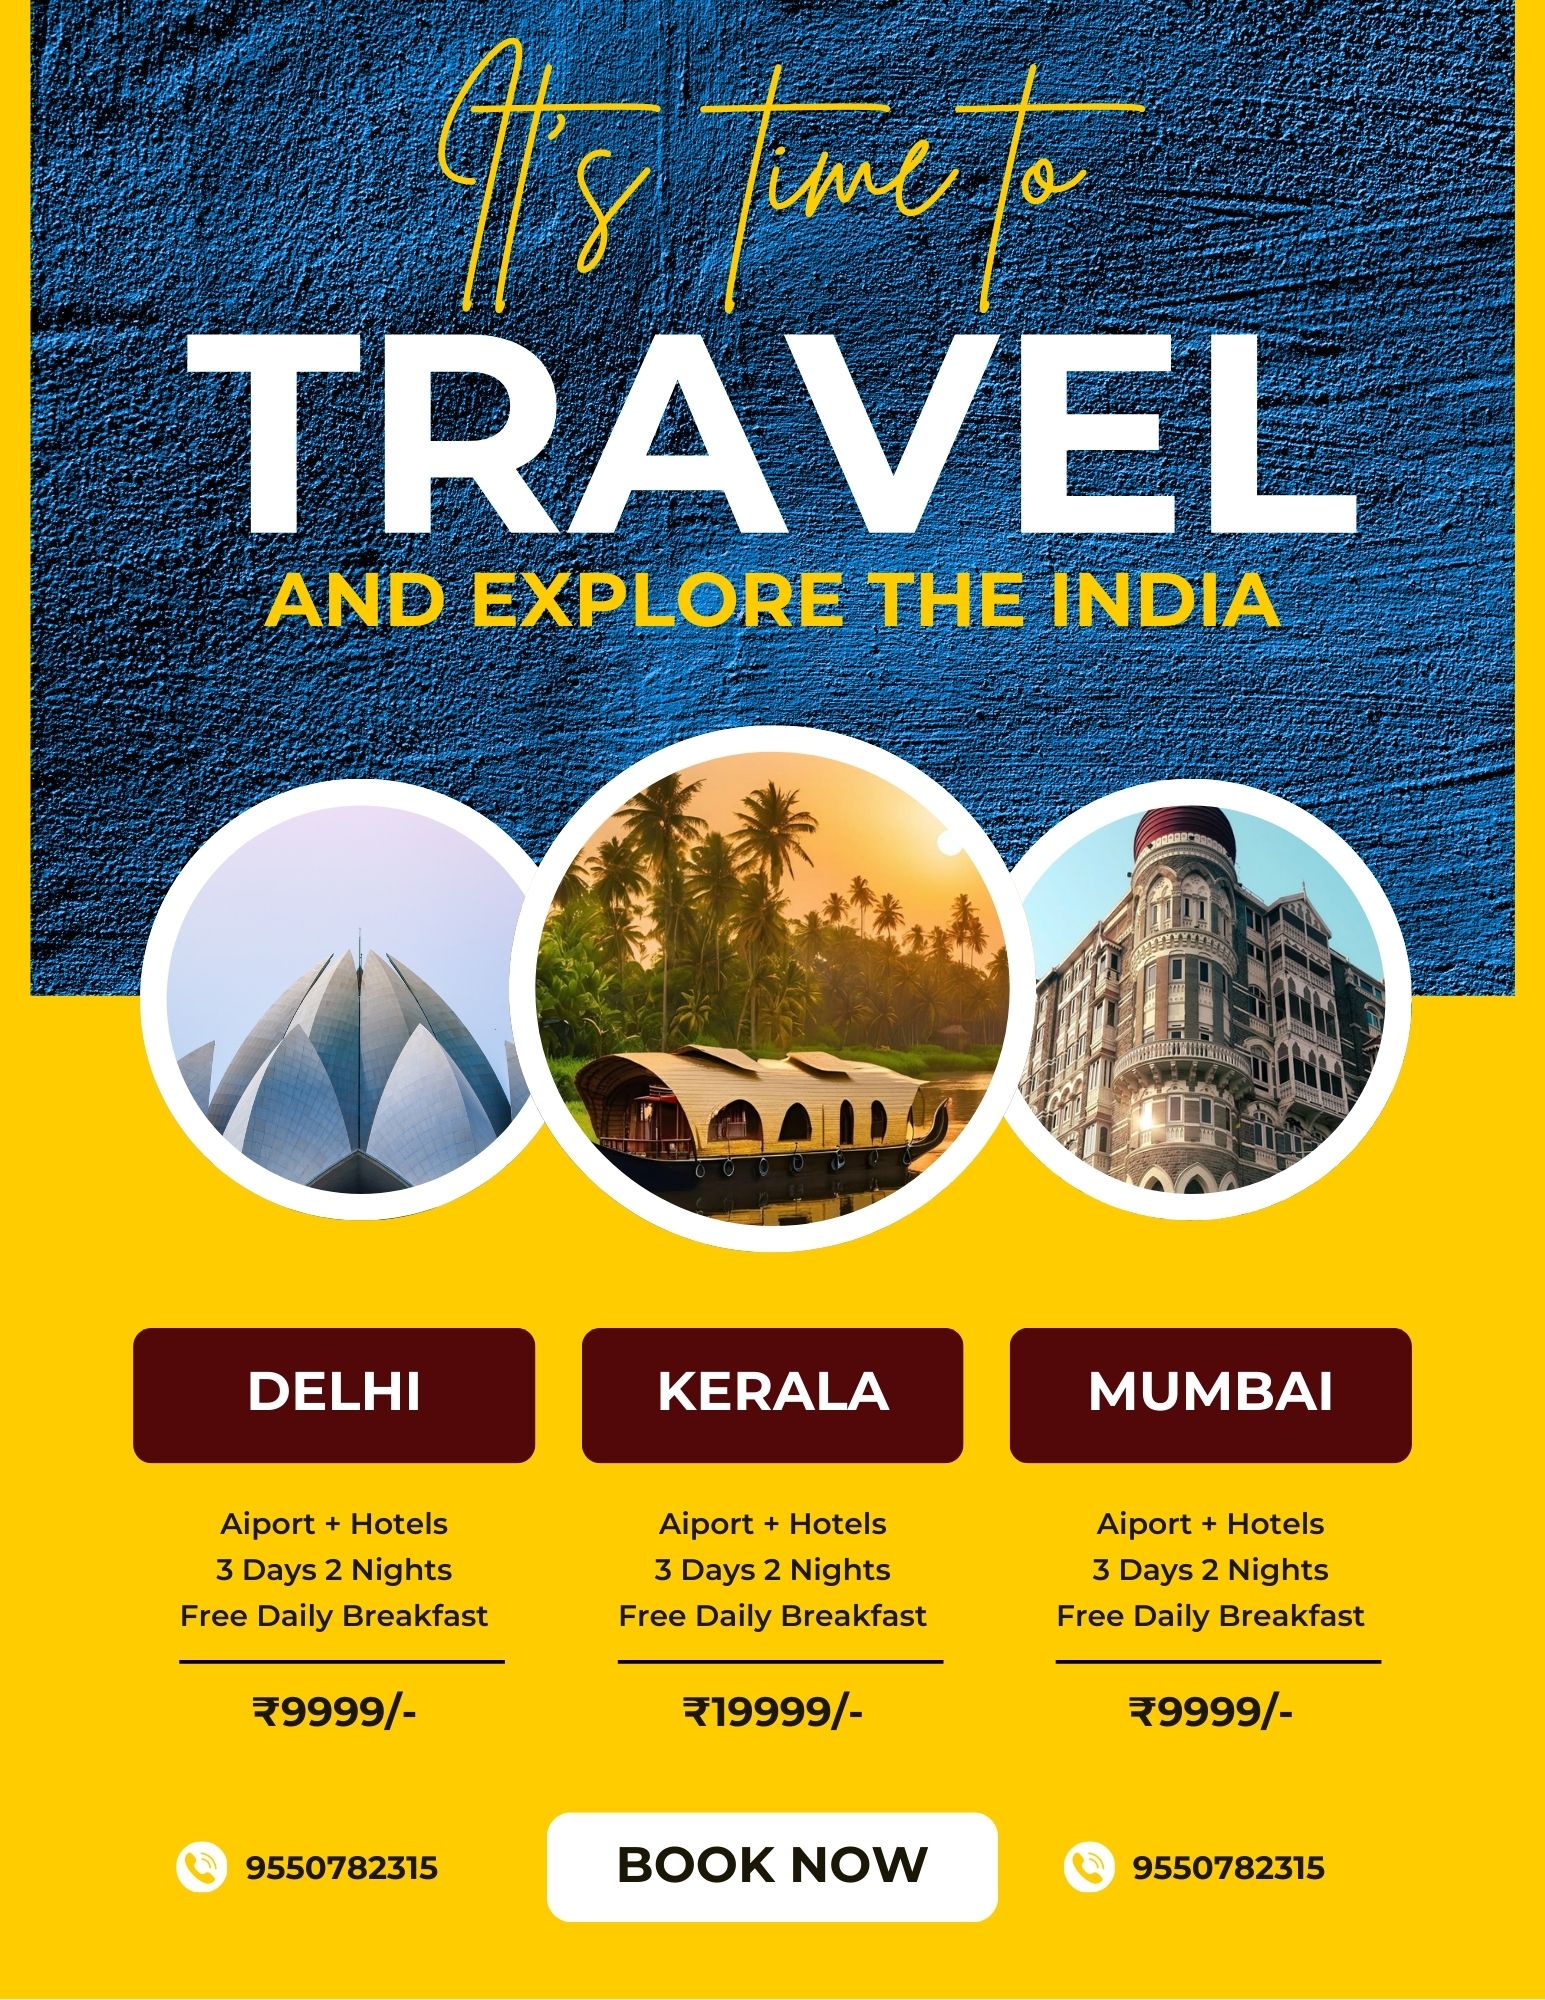 It's time to
TRAVEL
AND EXPLORE THE INDIA
DELHI
Aiport + Hotels
3 Days 2 Nights
Free Daily Breakfast
₹9999/-
KERALA
Aiport + Hotels
3 Days 2 Nights
Free Daily Breakfast
₹19999/-
MUMBAI
Aiport + Hotels
3 Days 2 Nights
Free Daily Breakfast
₹9999/-
9550782315
BOOK NOW
9550782315